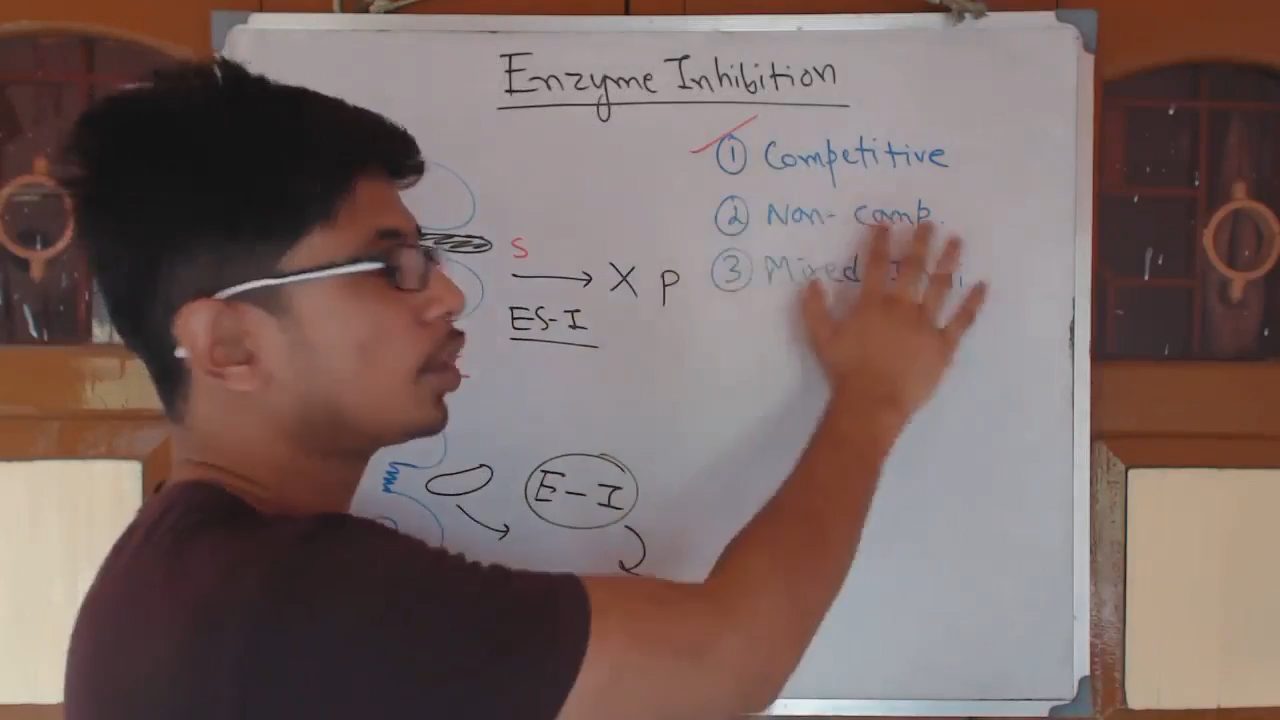 Enzyme Inhibition
① Competitive
② Non-comp.
③ Mixed
S
X P
ES-I
E-I